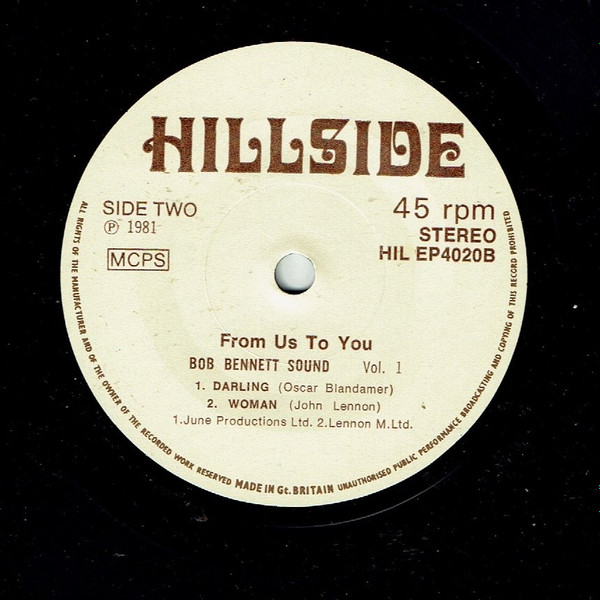 HILLSIDE
SIDE TWO
℗ 1981
MCPS
45 rpm
STEREO
HIL EP4020B
From Us To You
BOB BENNETT SOUND Vol. 1
1. DARLING (Oscar Blandamer)
2. WOMAN (John Lennon)
1.June Productions Ltd. 2.Lennon M.Ltd.
ALL RIGHTS OF THE MANUFACTURER AND OF THE OWNER OF THE RECORDED WORK RESERVED MADE IN Gt. BRITAIN UNAUTHORISED PUBLIC PERFORMANCE BROADCASTING AND COPYING OF THIS RECORD PROHIBITED